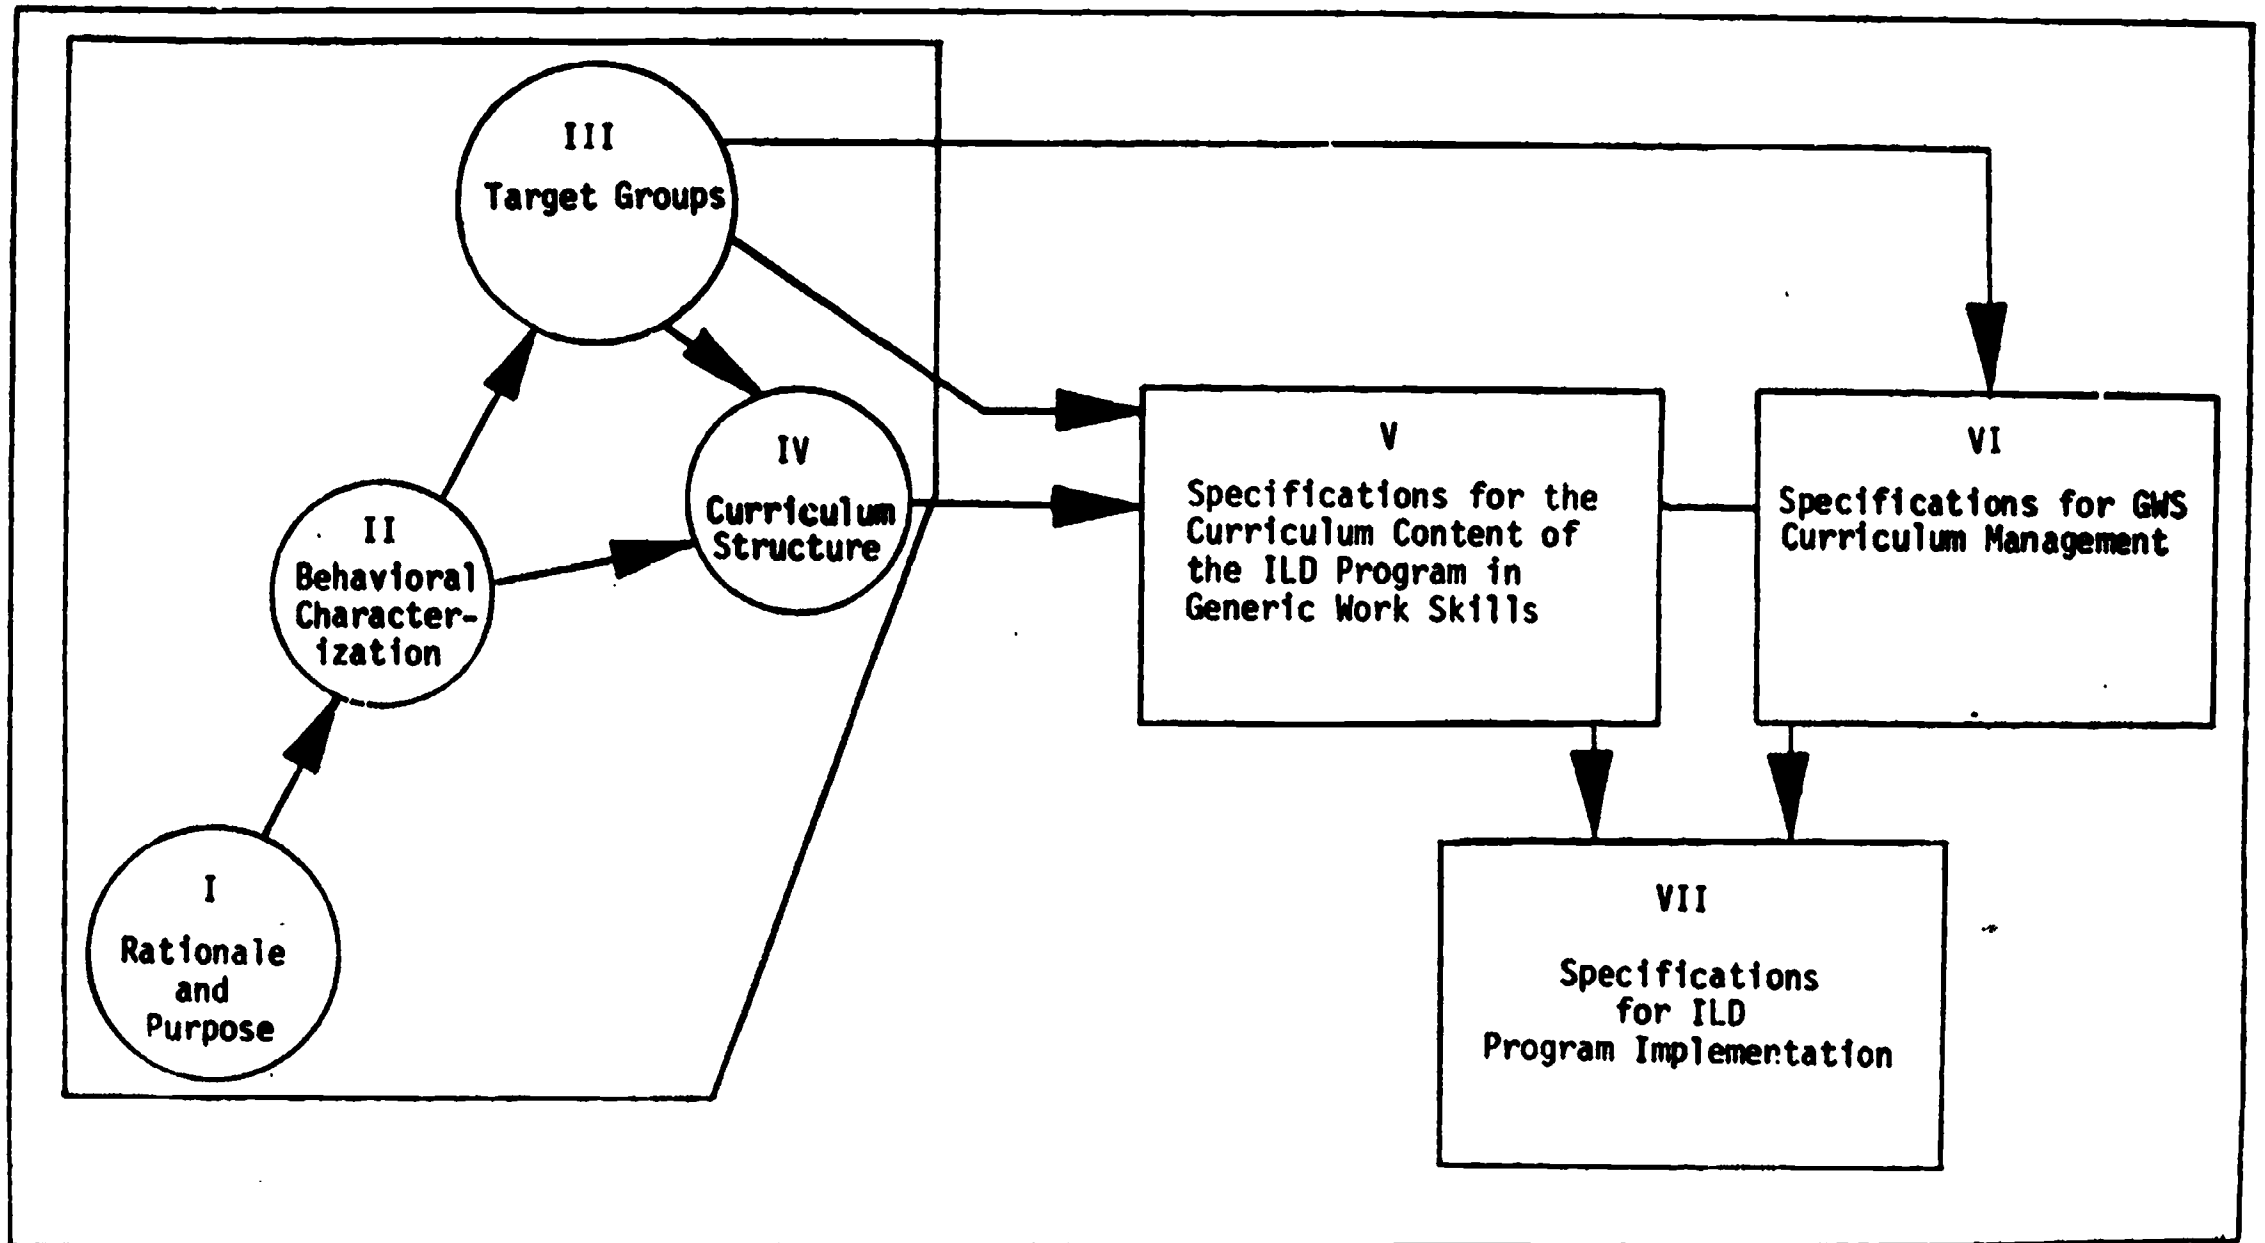 III
Target Groups
IV
Curriculum
Structure
II
Behavioral
Character-
ization
I
Rationale
and
Purpose
V
Specifications for the
Curriculum Content of
the ILD Program in
Generic Work Skills
VI
Specifications for GWS
Curriculum Management
VII
Specifications
for ILD
Program Implementation